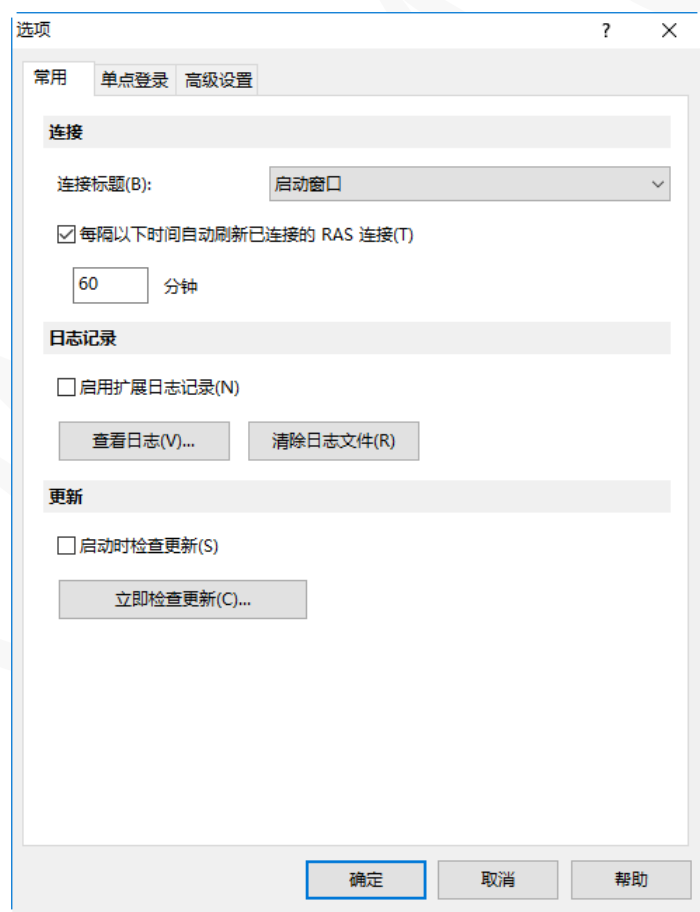 选项
常用 单点登录 高级设置
连接
连接标题(B): 启动窗口
每隔以下时间自动刷新已连接的 RAS 连接(T)
60 分钟
日志记录
启用扩展日志记录(N)
查看日志(V)... 清除日志文件(R)
更新
启动时检查更新(S)
立即检查更新(C)...
确定 取消 帮助